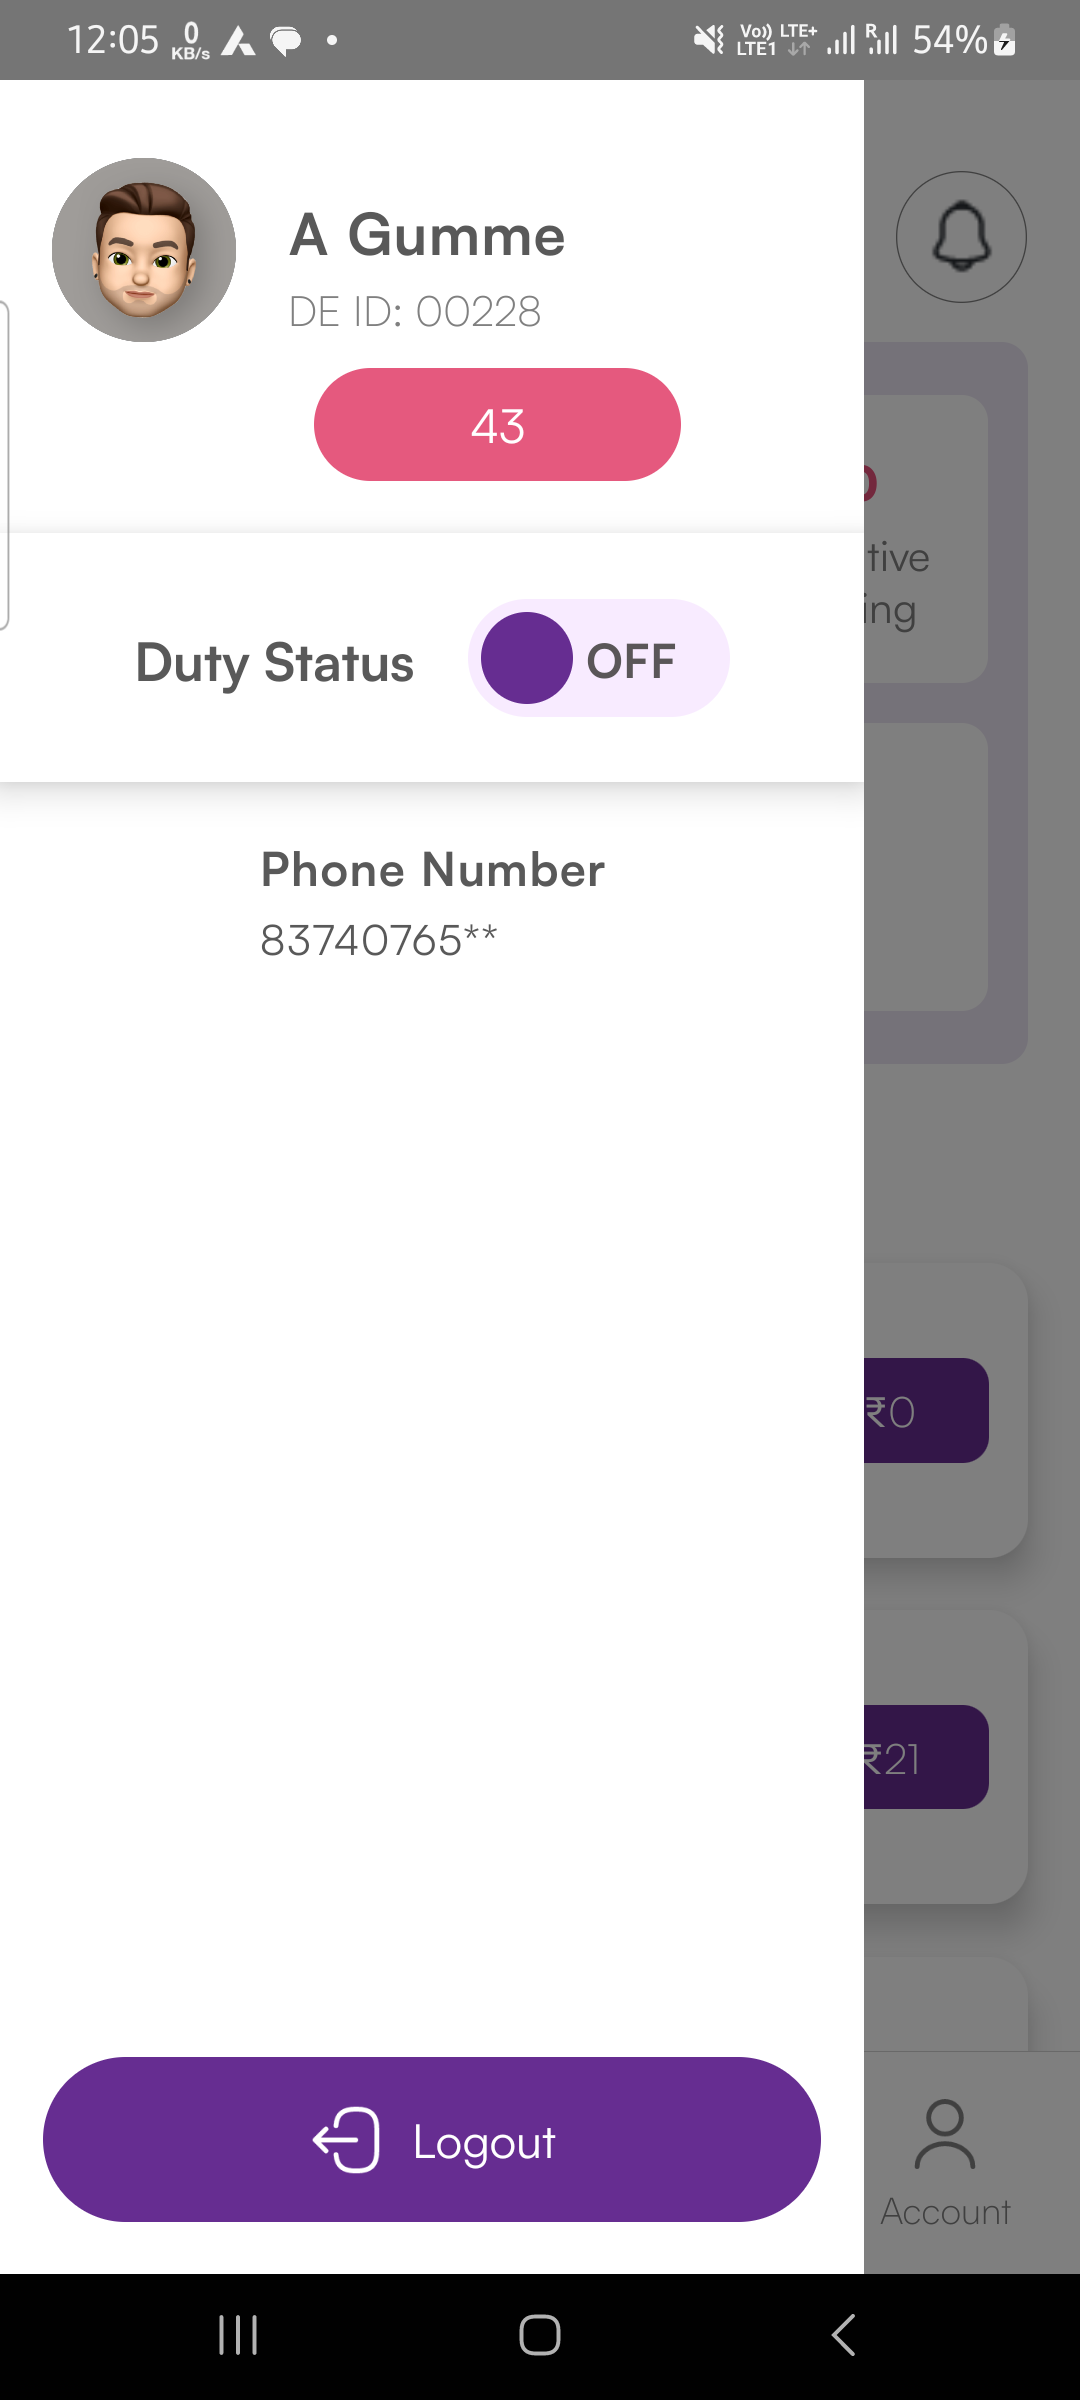 12:05 0 KB/s Vo)) LTE1 LTE+ R 54%
A Gumme
DE ID: 00228
43
tive
ing
Duty Status OFF
Phone Number
83740765**
₹0
₹21
Logout
Account